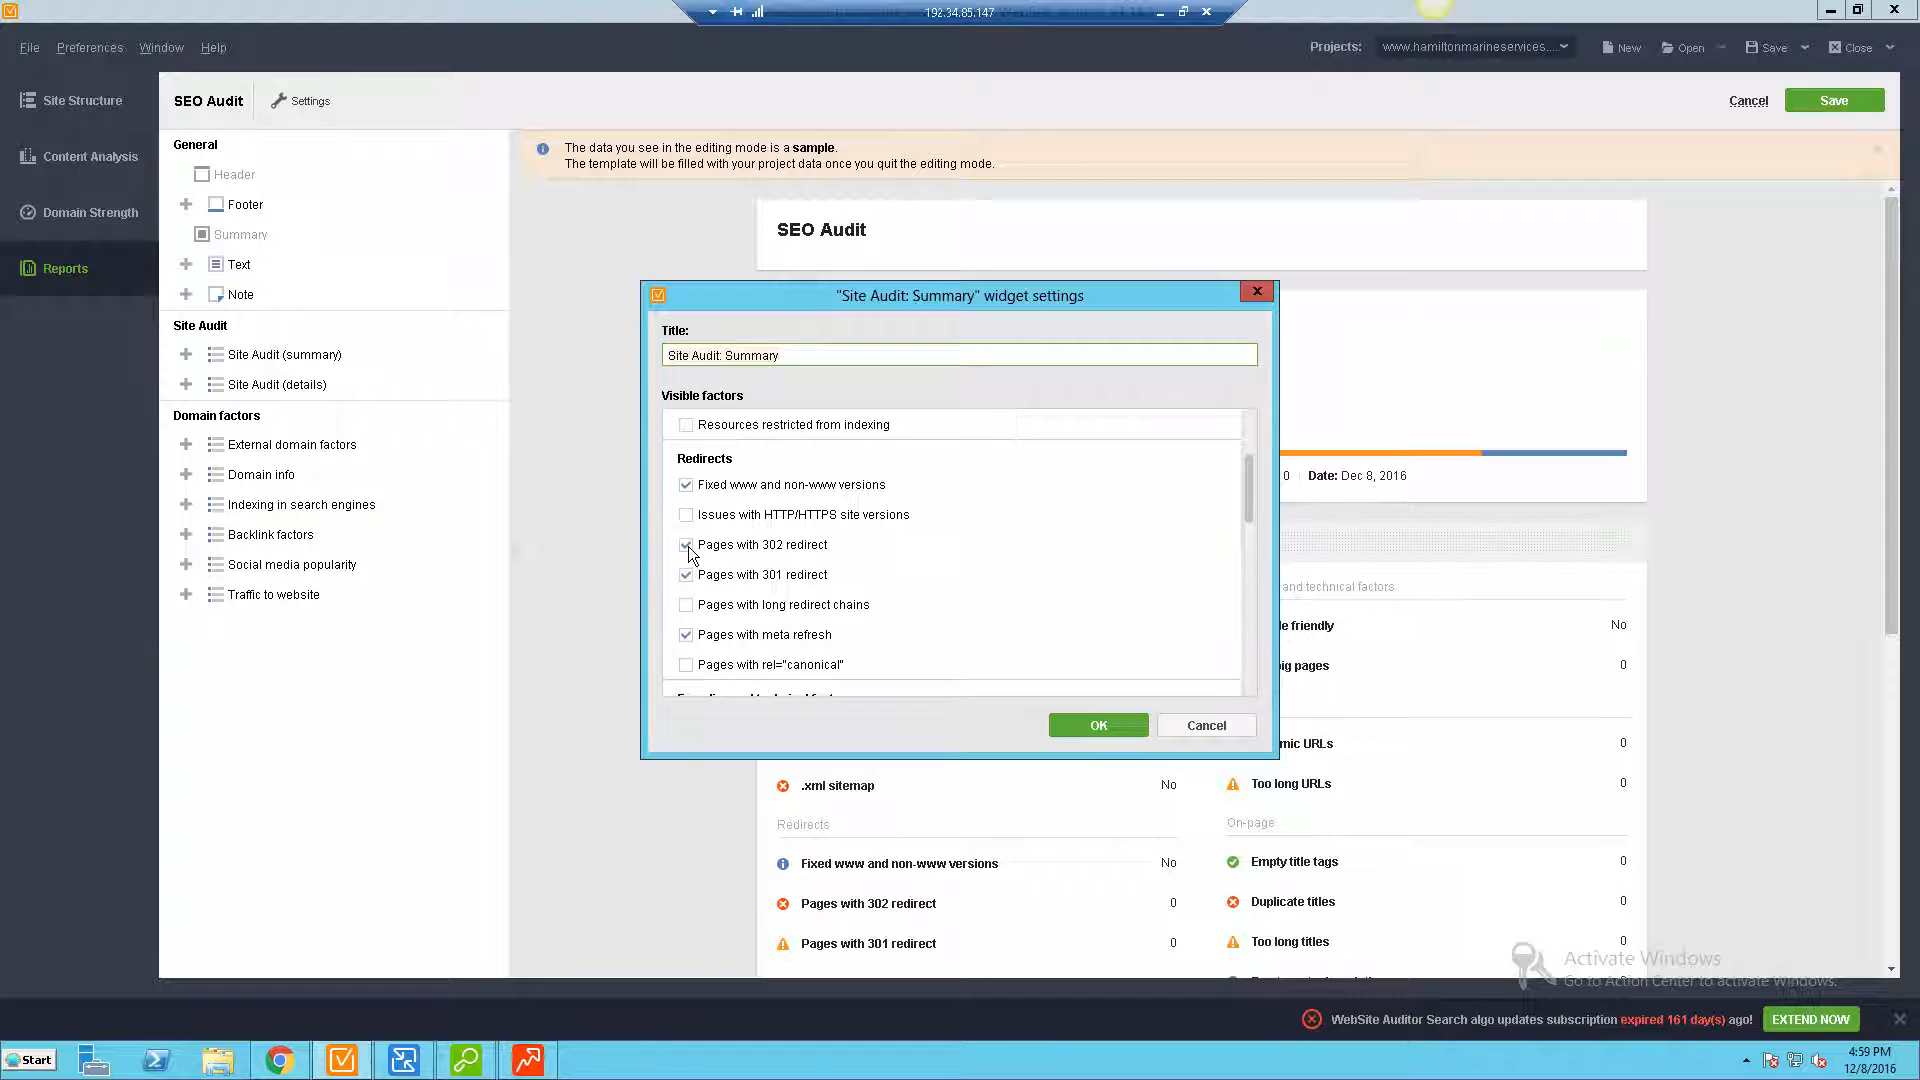 192.34.85.147
File Preferences Window Help
Projects: www.hamiltonmarineservices.... New Open Save Close
Site Structure
Content Analysis
Domain Strength
Reports
SEO Audit Settings
Cancel Save
General
Header
Footer
Summary
Text
Note
Site Audit
Site Audit (summary)
Site Audit (details)
Domain factors
External domain factors
Domain info
Indexing in search engines
Backlink factors
Social media popularity
Traffic to website
The data you see in the editing mode is a sample.
The template will be filled with your project data once you quit the editing mode.
SEO Audit
"Site Audit: Summary" widget settings
Title:
Site Audit: Summary
Visible factors
Resources restricted from indexing
Redirects
Fixed www and non-www versions
Issues with HTTP/HTTPS site versions
Pages with 302 redirect
Pages with 301 redirect
Pages with long redirect chains
Pages with meta refresh
Pages with rel="canonical"
OK Cancel
0 Date: Dec 8, 2016
and technical factors
friendly No
pages 0
URLs 0
.xml sitemap No
Too long URLs 0
Redirects
On-page
Fixed www and non-www versions No
Empty title tags 0
Pages with 302 redirect 0
Duplicate titles 0
Pages with 301 redirect 0
Too long titles 0
Activate Windows
Go to Action Center to activate Windows.
WebSite Auditor Search algo updates subscription expired 161 day(s) ago! EXTEND NOW
Start
4:59 PM
12/8/2016